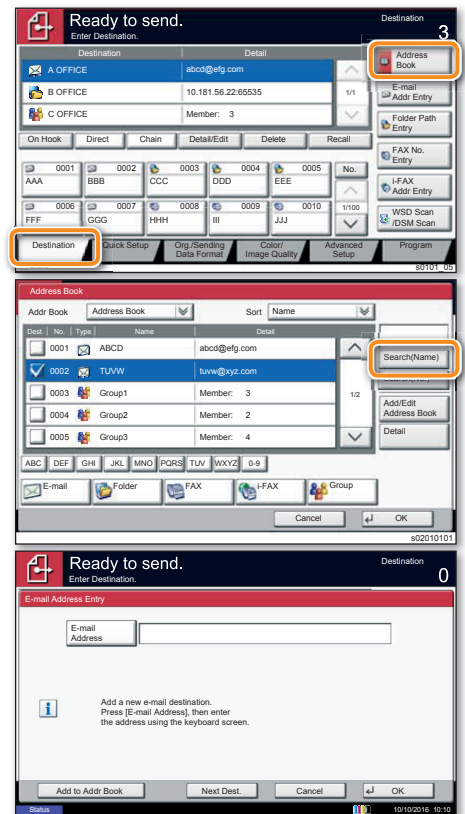 Ready to send.
Enter Destination.
Destination
3
Destination Detail
A OFFICE abcd@efg.com
B OFFICE 10.181.56.22:65535 1/1
C OFFICE Member: 3
Address
Book
E-mail
Addr Entry
Folder Path
Entry
FAX No.
Entry
i-FAX
Addr Entry
WSD Scan
/DSM Scan
On Hook Direct Chain Detail/Edit Delete Recall
0001 0002 0003 0004 0005 No.
AAA BBB CCC DDD EEE
0006 0007 0008 0009 0010 1/100
FFF GGG HHH III JJJ
Destination Quick Setup Org./Sending
Data Format Color/
Image Quality Advanced
Setup Program
s0101_05
Address Book
Addr Book Address Book Sort Name
Dest. No. Type Name Detail
0001 ABCD abcd@efg.com
0002 TUVW tuvw@xyz.com
0003 Group1 Member: 3 1/2
0004 Group2 Member: 2
0005 Group3 Member: 4
Search(Name)
Add/Edit
Address Book
Detail
ABC DEF GHI JKL MNO PQRS TUV WXYZ 0-9
E-mail Folder FAX i-FAX Group
Cancel OK
s02010101
Ready to send.
Enter Destination.
Destination
0
E-mail Address Entry
E-mail
Address
Add a new e-mail destination.
Press [E-mail Address], then enter
the address using the keyboard screen.
Add to Addr Book Next Dest. Cancel OK
Status 10/10/2016 10:10